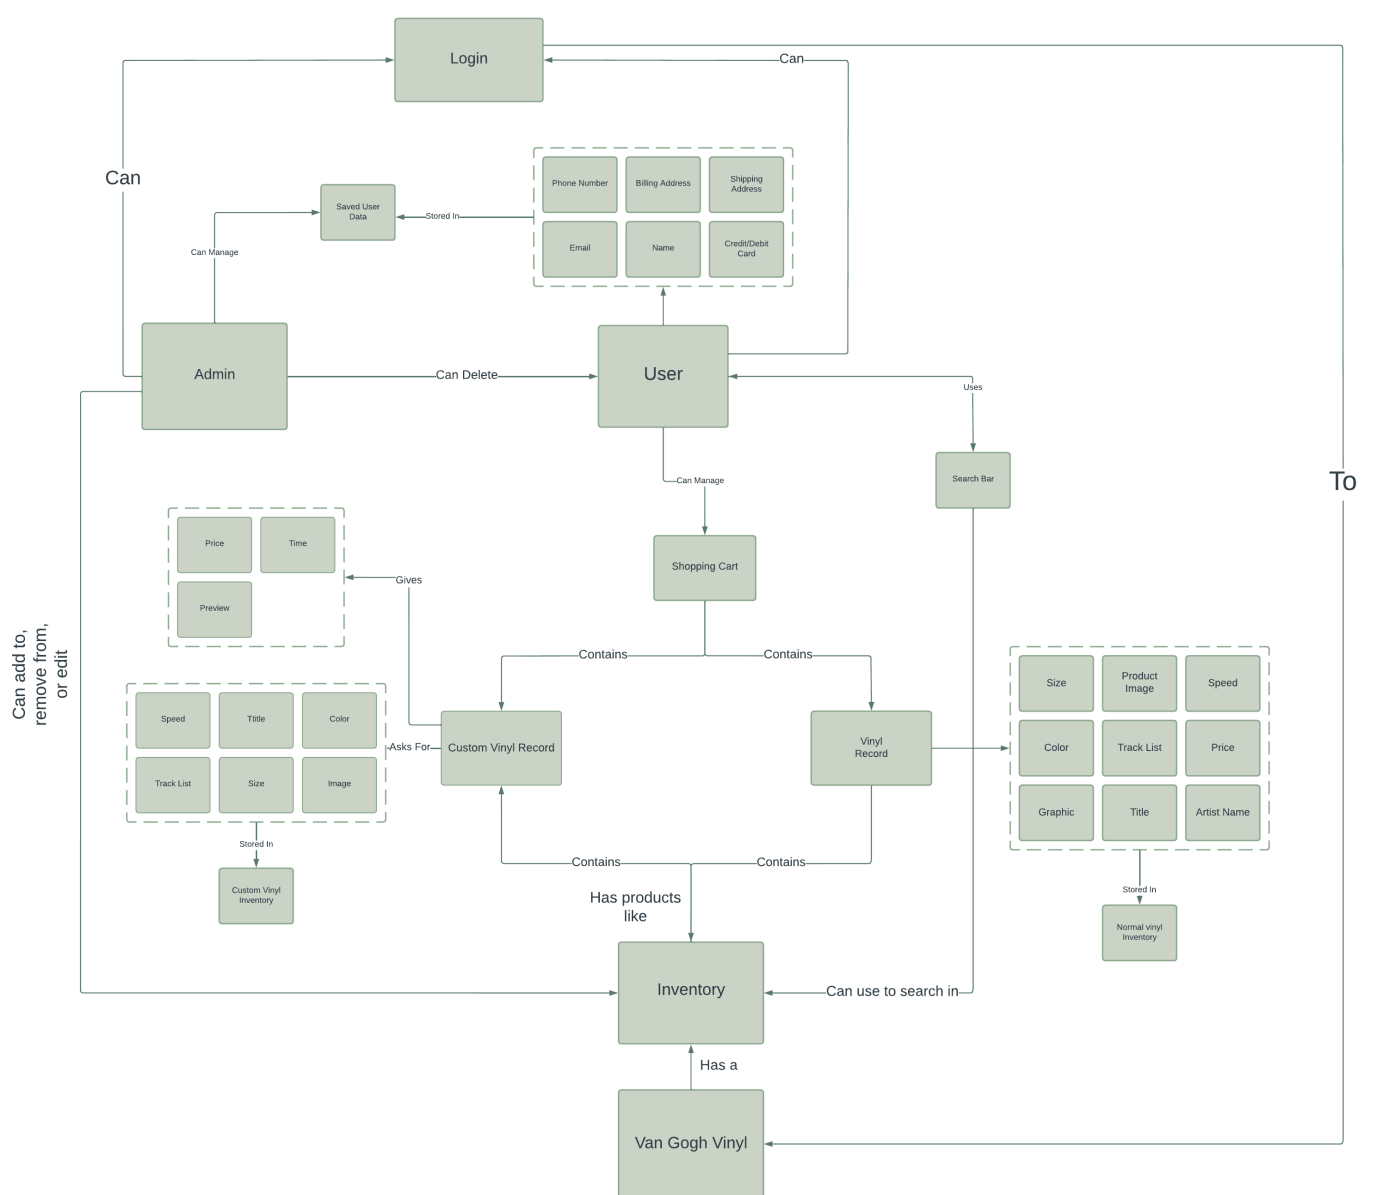 Login
Can
Can
Phone Number
Billing Address
Shipping
Address
Saved User
Data
Stored In
Email
Name
Credit/Debit
Card
Can Manage
Admin
Can Delete
User
Uses
Search Bar
Can Manage
To
Price
Time
Shopping Cart
Gives
Preview
Can add to,
remove from,
or edit
Contains
Contains
Size
Product
Image
Speed
Speed
Ttitle
Color
Asks For
Custom Vinyl Record
Vinyl
Record
Color
Track List
Price
Track List
Size
Image
Graphic
Title
Artist Name
Stored In
Contains
Contains
Custom Vinyl
Inventory
Has products
like
Stored In
Normal vinyl
Inventory
Inventory
Can use to search in
Has a
Van Gogh Vinyl